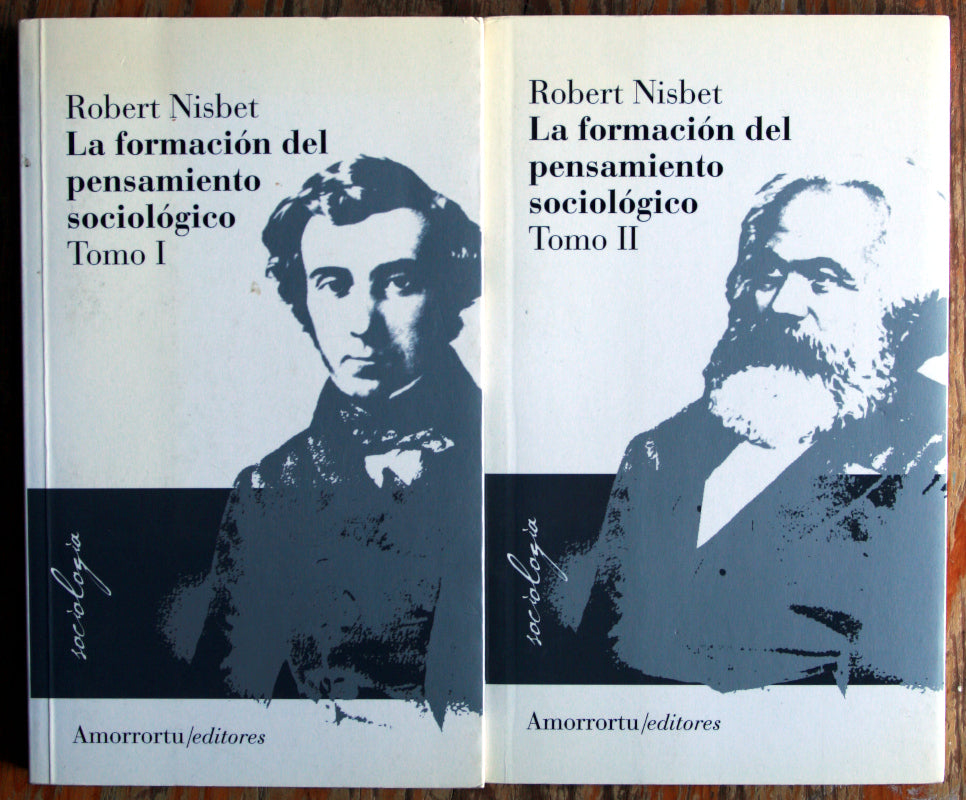 Robert Nisbet
La formación del
pensamiento
sociológico
Tomo I
sociología
Amorrortu/editores
Robert Nisbet
La formación del
pensamiento
sociológico
Tomo II
sociología
Amorrortu/editores